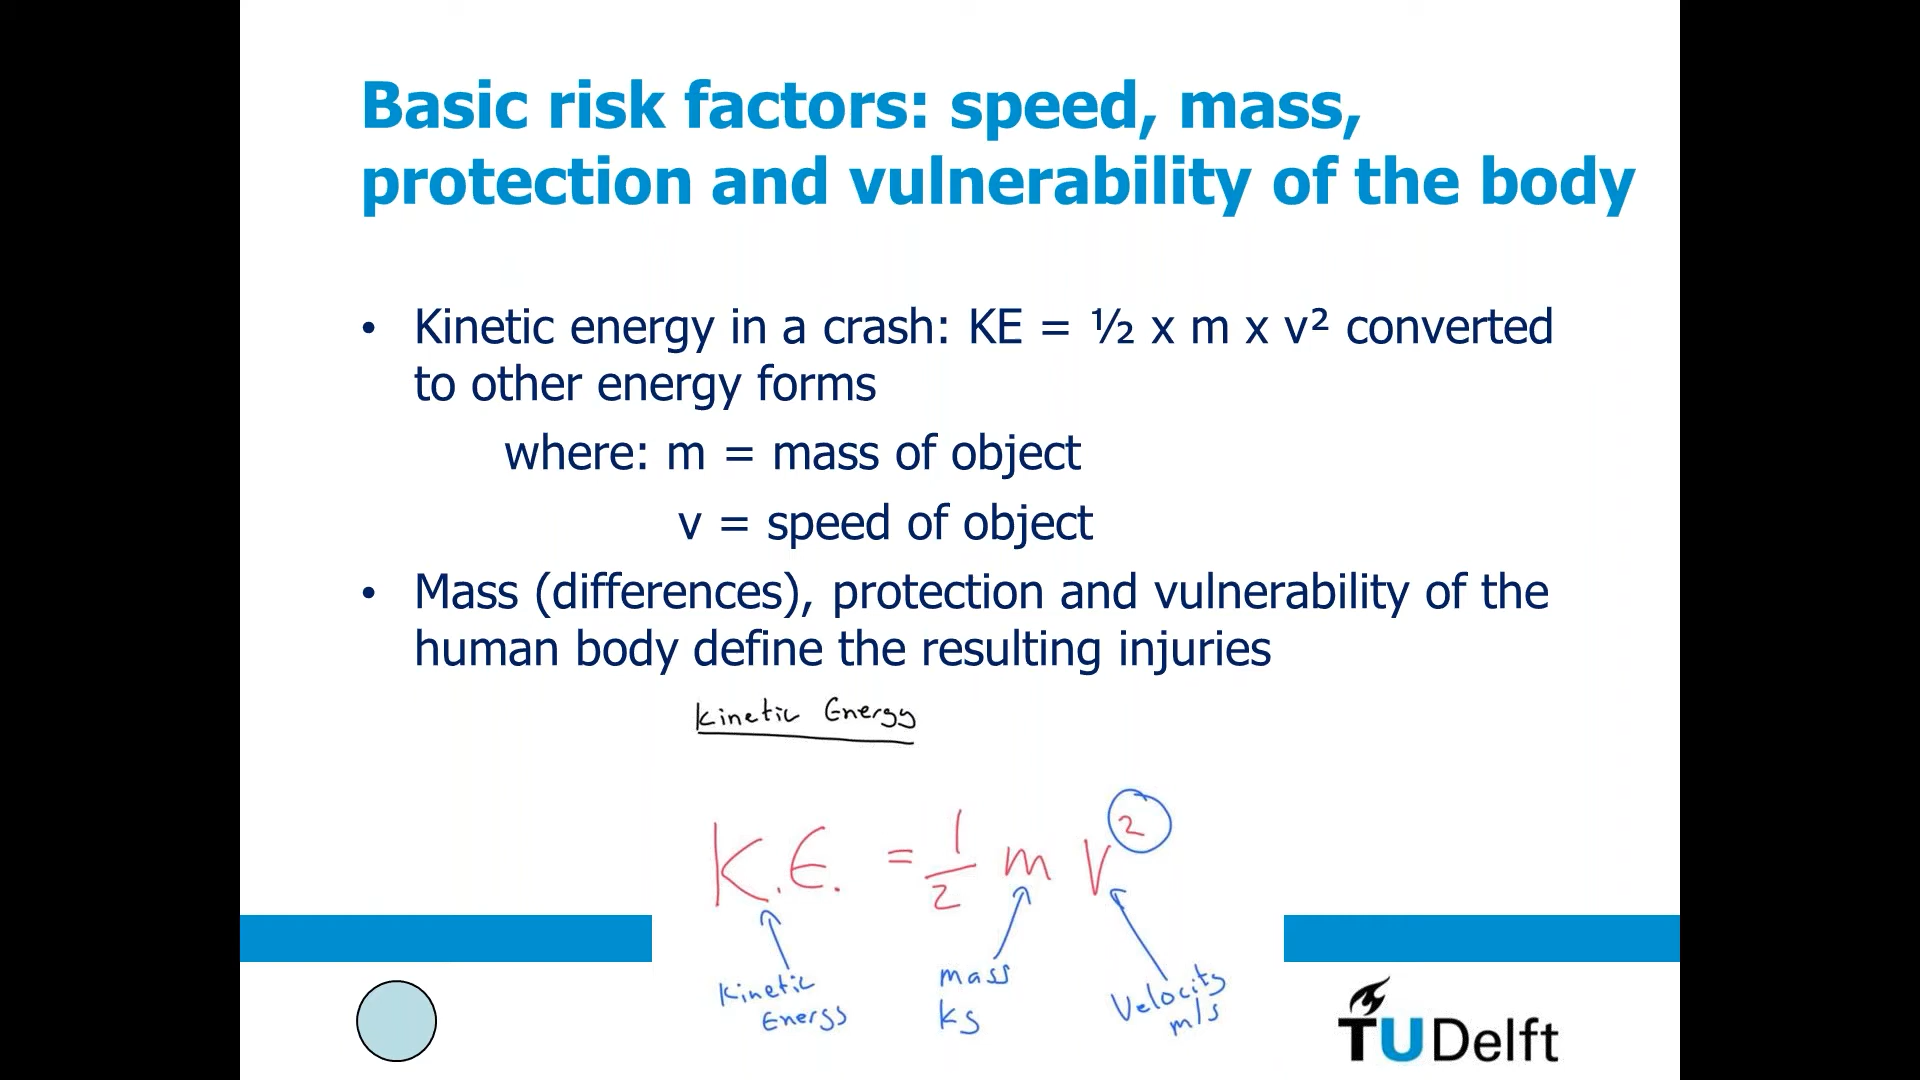 Basic risk factors: speed, mass,
protection and vulnerability of the body
• Kinetic energy in a crash: KE = ½ x m x v² converted
to other energy forms
where: m = mass of object
v = speed of object
• Mass (differences), protection and vulnerability of the
human body define the resulting injuries
Kinetic Energy
K.E. = 1/2 m v²
Kinetic
Energy
mass
kg
Velocity
m/s
TUDelft